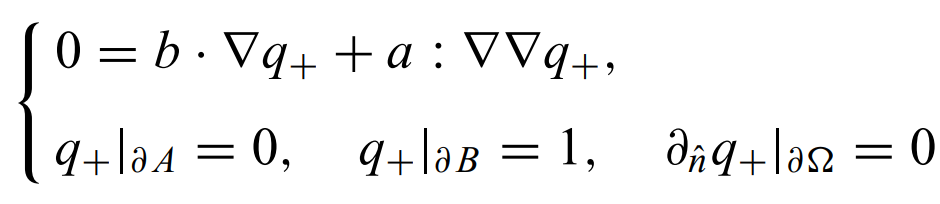 0 = b · ∇q₊ + a : ∇∇q₊,
q₊|∂A = 0, q₊|∂B = 1, ∂n̂q₊|∂Ω = 0